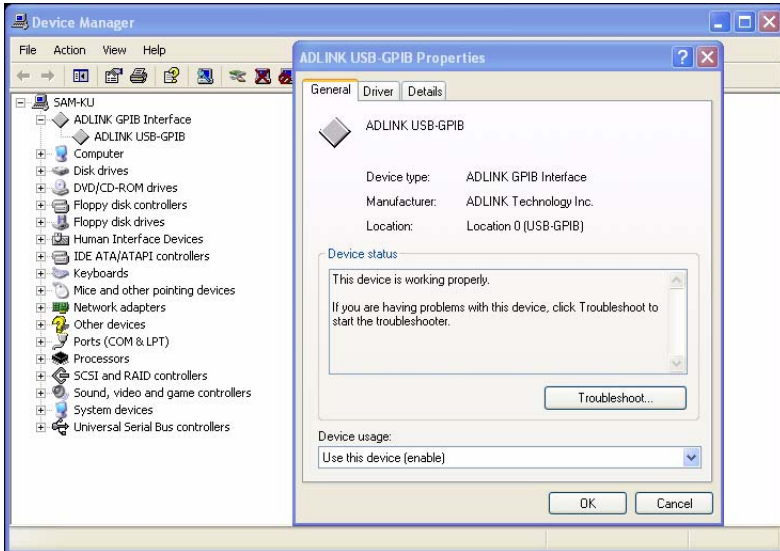 Device Manager
File Action View Help
SAM-KU
ADLINK GPIB Interface
ADLINK USB-GPIB
Computer
Disk drives
DVD/CD-ROM drives
Floppy disk controllers
Floppy disk drives
Human Interface Devices
IDE ATA/ATAPI controllers
Keyboards
Mice and other pointing devices
Network adapters
Other devices
Ports (COM & LPT)
Processors
SCSI and RAID controllers
Sound, video and game controllers
System devices
Universal Serial Bus controllers
ADLINK USB-GPIB Properties
General Driver Details
ADLINK USB-GPIB
Device type: ADLINK GPIB Interface
Manufacturer: ADLINK Technology Inc.
Location: Location 0 (USB-GPIB)
Device status
This device is working properly.
If you are having problems with this device, click Troubleshoot to
start the troubleshooter.
Troubleshoot...
Device usage:
Use this device (enable)
OK Cancel